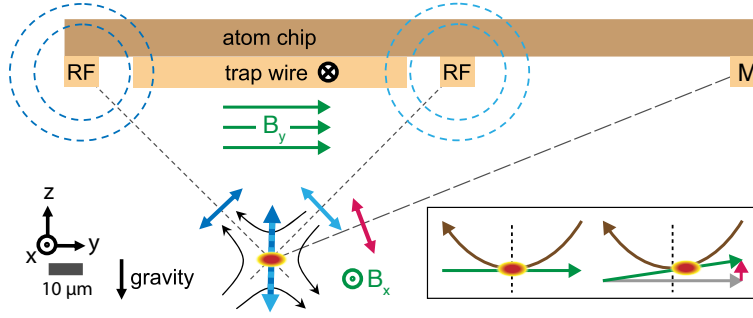 atom chip
RF
trap wire
RF
M
B_y
z
x
y
10 µm
gravity
B_x